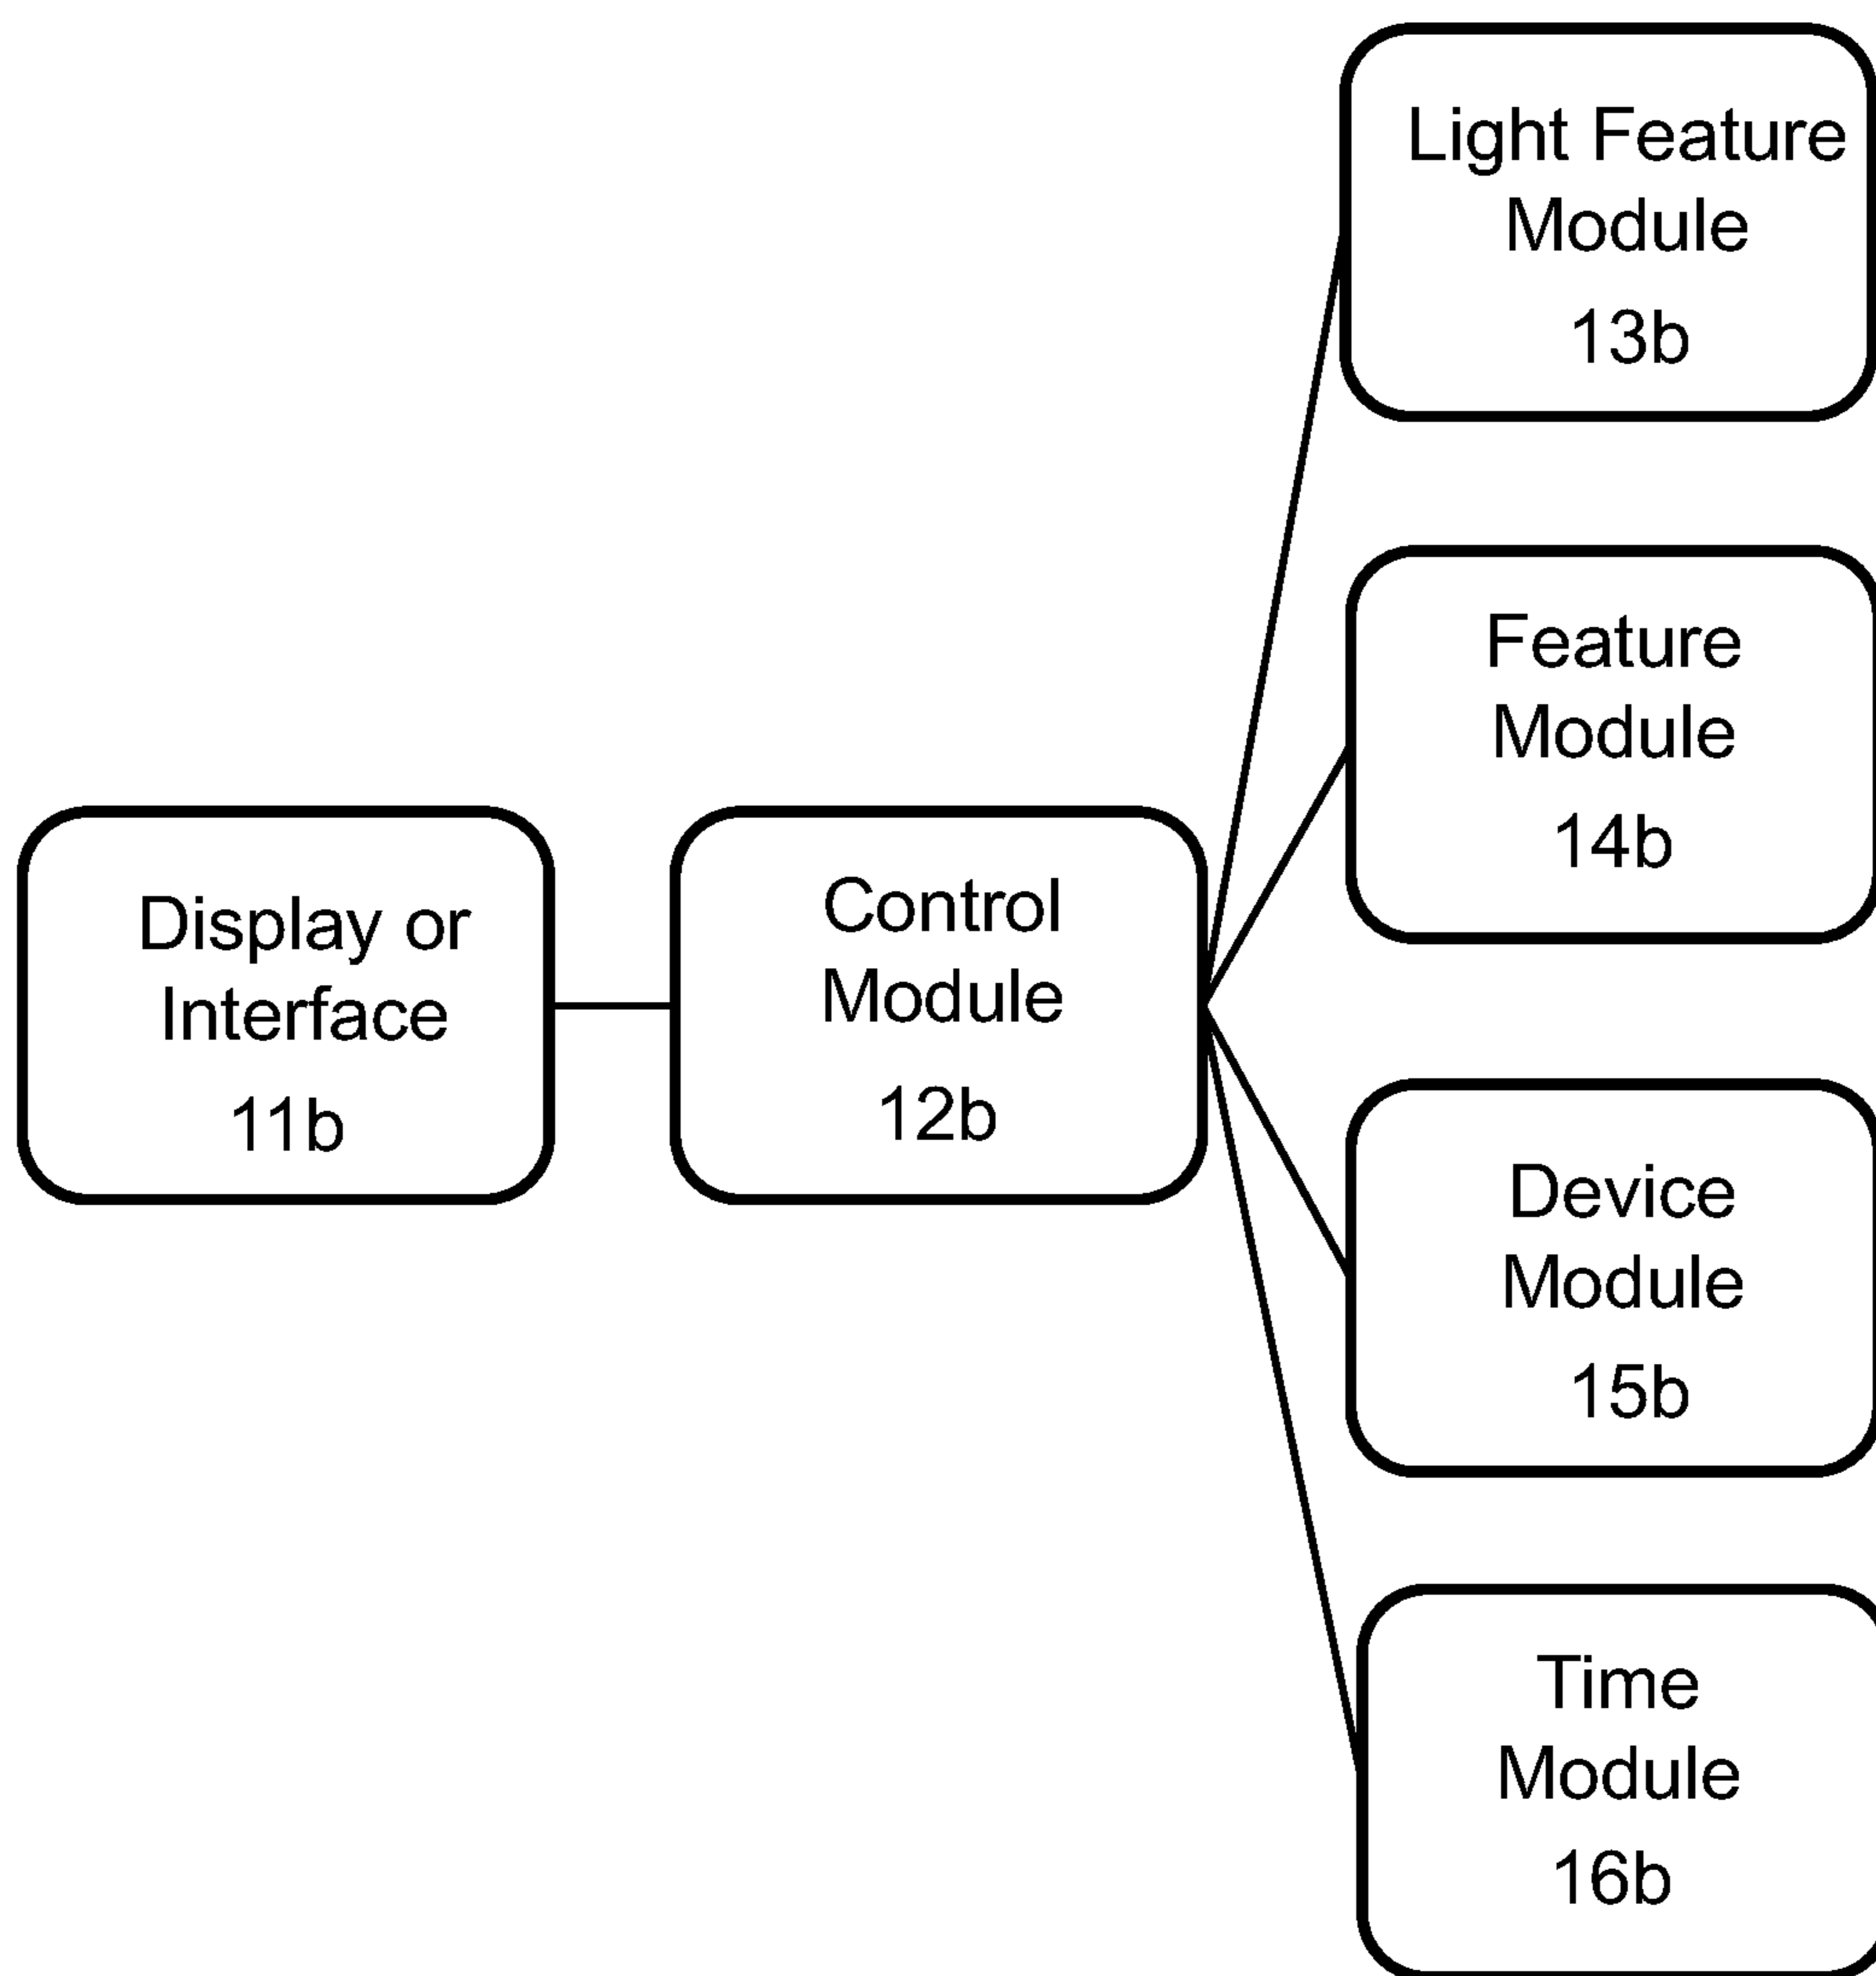 Light Feature
Module
13b
Feature
Module
14b
Display or
Interface
11b
Control
Module
12b
Device
Module
15b
Time
Module
16b